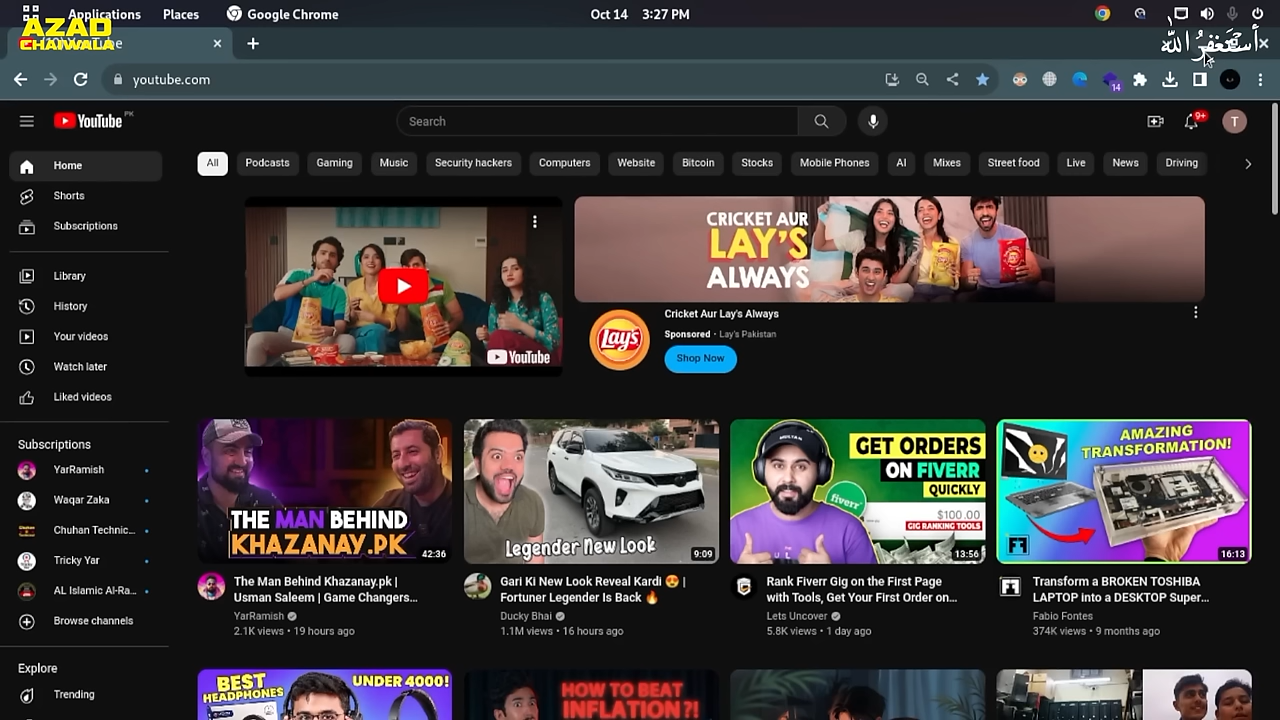 Applications
Places
Google Chrome
Oct 14
3:27 PM
AZAD
CHAIWALA
أستغفر الله
youtube.com
14
YouTube
PK
Search
9+
T
Home
Shorts
Subscriptions
Library
History
Your videos
Watch later
Liked videos
Subscriptions
YarRamish
Waqar Zaka
Chuhan Technic...
Tricky Yar
AL Islamic Al-Ra...
Browse channels
Explore
Trending
All
Podcasts
Gaming
Music
Security hackers
Computers
Website
Bitcoin
Stocks
Mobile Phones
AI
Mixes
Street food
Live
News
Driving
YouTube
CRICKET AUR
LAY'S
ALWAYS
Lay's
Cricket Aur Lay's Always
Sponsored • Lay's Pakistan
Shop Now
THE MAN BEHIND
KHAZANAY.PK
42:36
The Man Behind Khazanay.pk |
Usman Saleem | Game Changers...
YarRamish
2.1K views • 19 hours ago
Legender New Look
9:09
Gari Ki New Look Reveal Kardi 😍 |
Fortuner Legender Is Back 🔥
Ducky Bhai
1.1M views • 16 hours ago
GET ORDERS
ON FIVERR
QUICKLY
fiverr
$100.00
GIG RANKING TOOLS
13:56
Rank Fiverr Gig on the First Page
with Tools, Get Your First Order on...
Lets Uncover
5.8K views • 1 day ago
AMAZING
TRANSFORMATION!
16:13
Transform a BROKEN TOSHIBA
LAPTOP into a DESKTOP Super...
Fabio Fontes
374K views • 9 months ago
BEST
HEADPHONES
UNDER 4000!
HOW TO BEAT
INFLATION?!